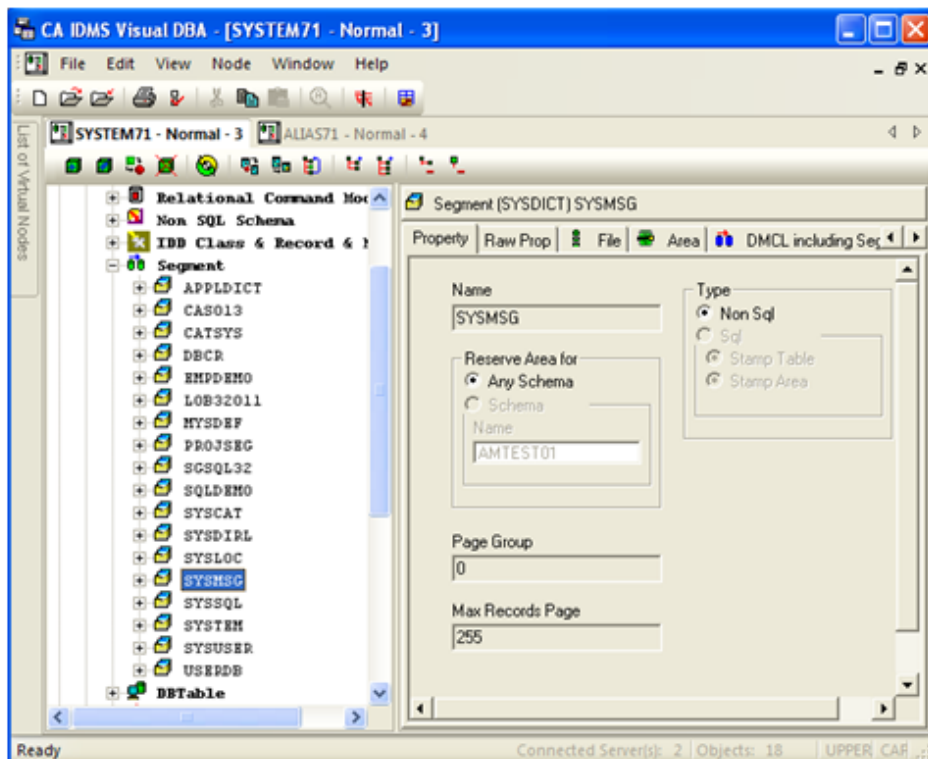 CA IDMS Visual DBA - [SYSTEM71 - Normal - 3]
File Edit View Node Window Help
SYSTEM71 - Normal - 3 ALIAS71 - Normal - 4
List of Virtual Nodes
Relational Command
Non SQL Schema
IDD Class & Record &
Segment
APPLDICT
CAS013
CATSYS
DBCR
EMPDEMO
LOB32011
MYSDEF
PROJSEG
SGSQL32
SQLDEMO
SYSCAT
SYSDIRL
SYSLOC
SYSMSG
SYSSQL
SYSTEM
SYSUSER
USERDB
DBTable
Segment (SYSDICT) SYSMSG
Property Raw Prop File Area DMCL including
Name
SYSMSG
Reserve Area for
Any Schema
Schema
Name
AMTEST01
Page Group
0
Max Records Page
255
Type
Non Sql
Sql
Stamp Table
Stamp Area
Ready Connected Server(s): 2 Objects: 18 UPPER CAP